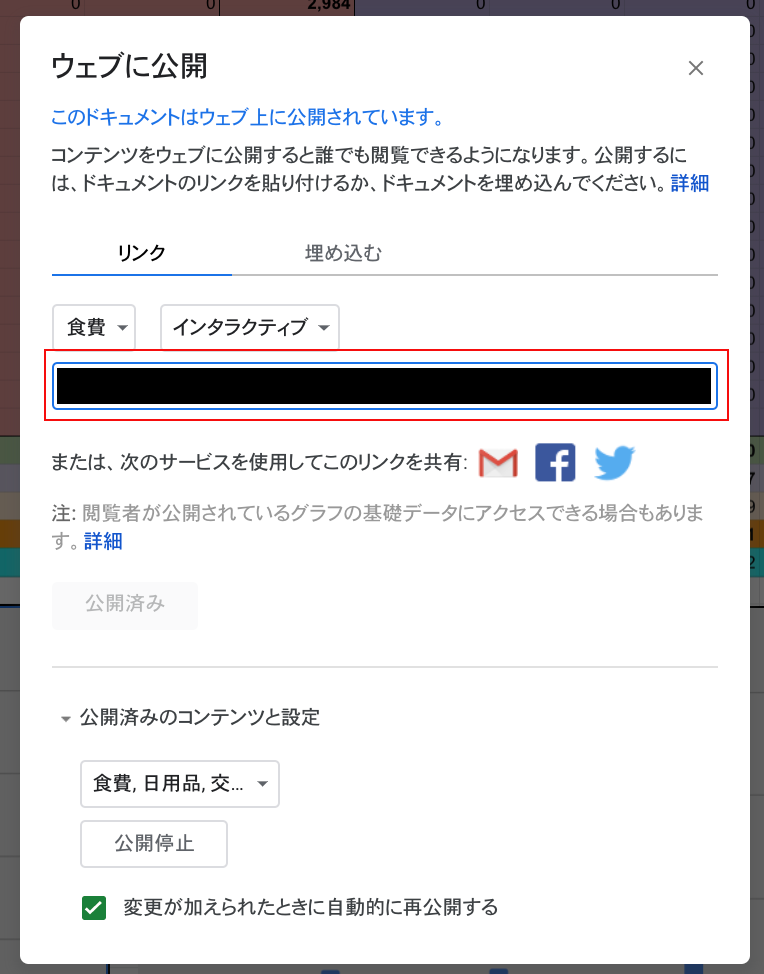 0 0 2,984 0 0 0
ウェブに公開
このドキュメントはウェブ上に公開されています。
コンテンツをウェブに公開すると誰でも閲覧できるようになります。公開するに
は、ドキュメントのリンクを貼り付けるか、ドキュメントを埋め込んでください。詳細
リンク 埋め込む
食費 インタラクティブ
または、次のサービスを使用してこのリンクを共有:
注: 閲覧者が公開されているグラフの基礎データにアクセスできる場合もありま
す。詳細
公開済み
公開済みのコンテンツと設定
食費, 日用品, 交...
公開停止
変更が加えられたときに自動的に再公開する